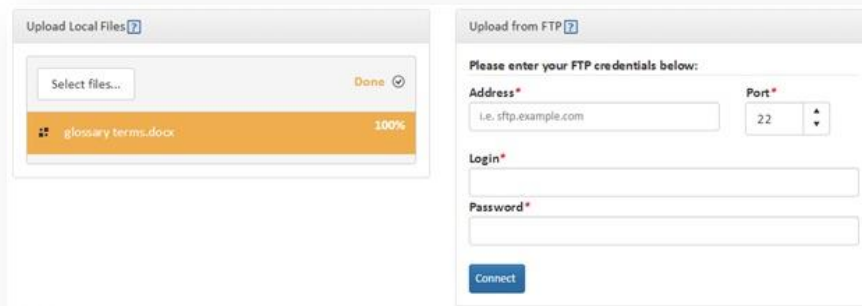 Upload Local Files [?]
Select files...
Done
glossary terms.docx
100%
Upload from FTP [?]
Please enter your FTP credentials below:
Address*
Port*
i.e. sftp.example.com
22
Login*
Password*
Connect